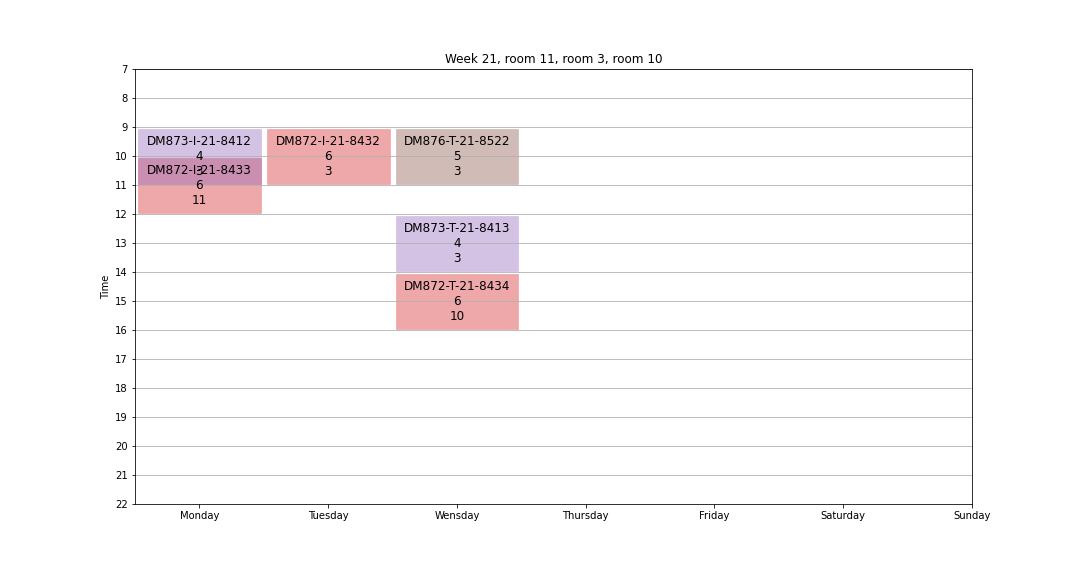 Week 21, room 11, room 3, room 10
7
8
9
10
11
12
13
14
15
16
17
18
19
20
21
22
Time
DM873-I-21-8412
4
3
DM872-I-21-8433
6
11
DM872-I-21-8432
6
3
DM876-T-21-8522
5
3
DM873-T-21-8413
4
3
DM872-T-21-8434
6
10
Monday
Tuesday
Wensday
Thursday
Friday
Saturday
Sunday